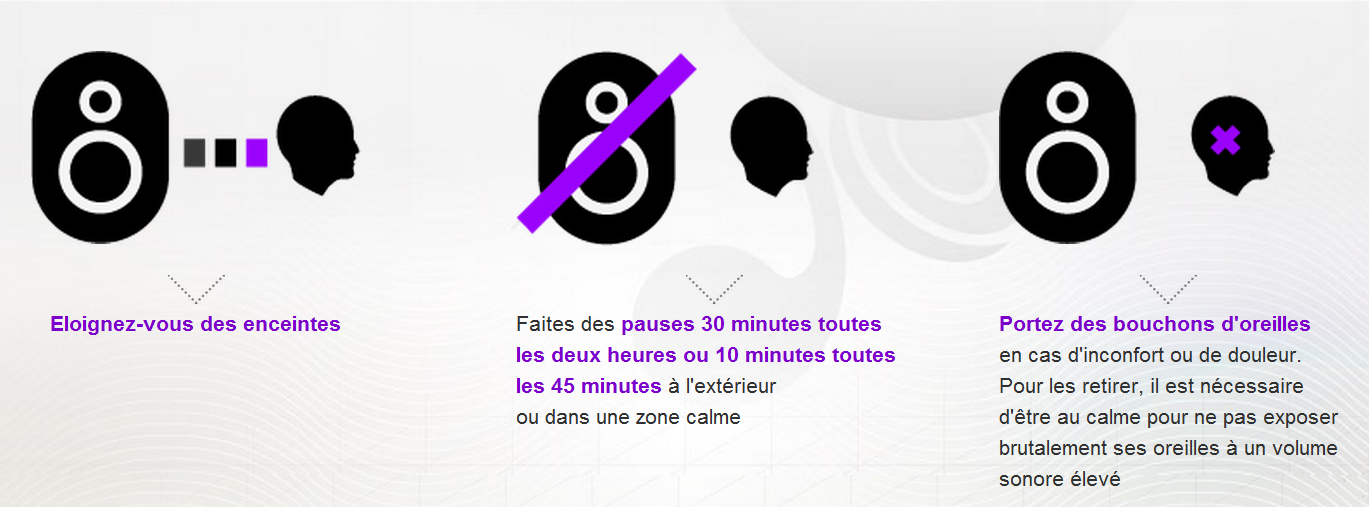 Eloignez-vous des enceintes
Faites des pauses 30 minutes toutes
les deux heures ou 10 minutes toutes
les 45 minutes à l'extérieur
ou dans une zone calme
Portez des bouchons d'oreilles
en cas d'inconfort ou de douleur.
Pour les retirer, il est nécessaire
d'être au calme pour ne pas exposer
brutalement ses oreilles à un volume
sonore élevé